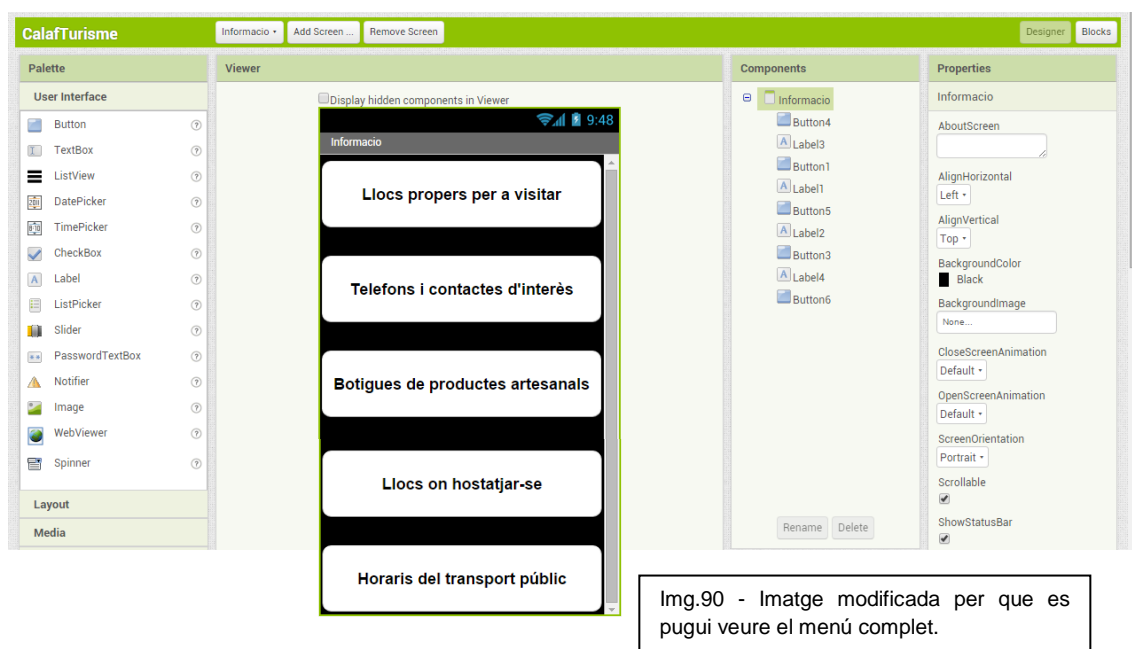 CalafTurisme
Informacio
Add Screen ...
Remove Screen
Designer
Blocks
Palette
User Interface
Button
TextBox
ListView
DatePicker
TimePicker
CheckBox
Label
ListPicker
Slider
PasswordTextBox
Notifier
Image
WebViewer
Spinner
Layout
Media
Viewer
Display hidden components in Viewer
9:48
Informacio
Llocs propers per a visitar
Telefons i contactes d'interès
Botigues de productes artesanals
Llocs on hostatjar-se
Horaris del transport públic
Components
Informacio
Button4
Label3
Button1
Label1
Button5
Label2
Button3
Label4
Button6
Rename
Delete
Properties
Informacio
AboutScreen
AlignHorizontal
Left
AlignVertical
Top
BackgroundColor
Black
BackgroundImage
None...
CloseScreenAnimation
Default
OpenScreenAnimation
Default
ScreenOrientation
Portrait
Scrollable
ShowStatusBar
Img.90 - Imatge modificada per que es
pugui veure el menú complet.